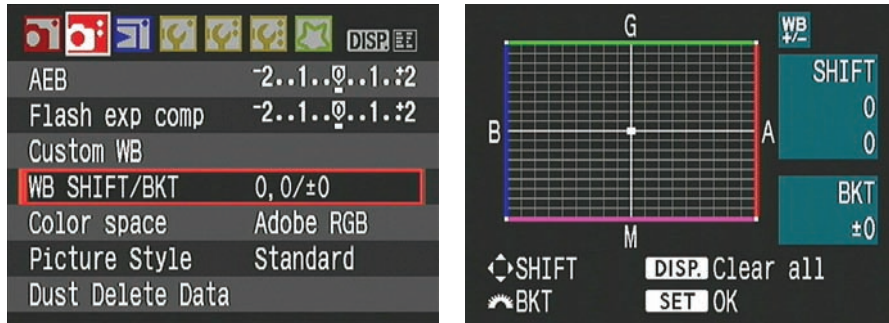 DISP.
AEB -2..1..0..1.:2
Flash exp comp -2..1..0..1.:2
Custom WB
WB SHIFT/BKT 0,0/±0
Color space Adobe RGB
Picture Style Standard
Dust Delete Data
G
B
A
M
WB
+/-
SHIFT
0
0
BKT
±0
SHIFT DISP. Clear all
BKT SET OK